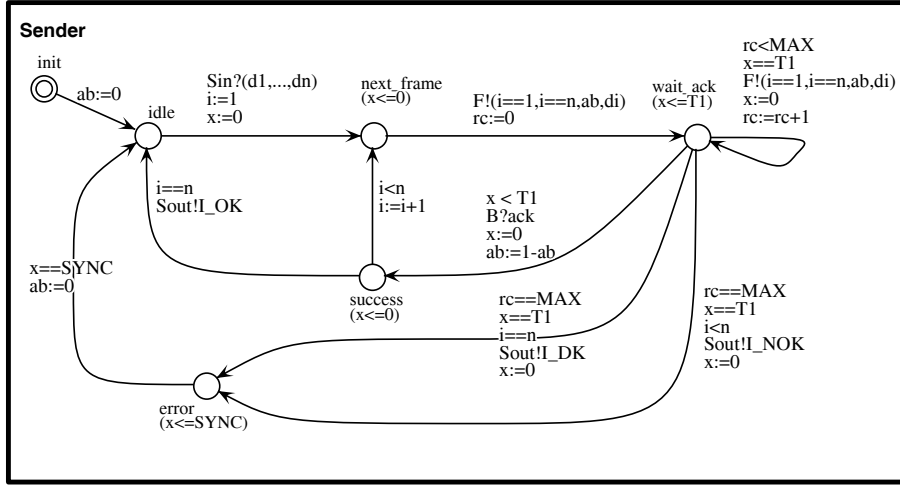 Sender
init
ab:=0
idle
Sin?(d1,...,dn)
i:=1
x:=0
next_frame
(x<=0)
F!(i==1,i==n,ab,di)
rc:=0
wait_ack
(x<=T1)
rc<MAX
x==T1
F!(i==1,i==n,ab,di)
x:=0
rc:=rc+1
i==n
Sout!I_OK
i<n
i:=i+1
x < T1
B?ack
x:=0
ab:=1-ab
x==SYNC
ab:=0
success
(x<=0)
rc==MAX
x==T1
i==n
Sout!I_DK
x:=0
rc==MAX
x==T1
i<n
Sout!I_NOK
x:=0
error
(x<=SYNC)